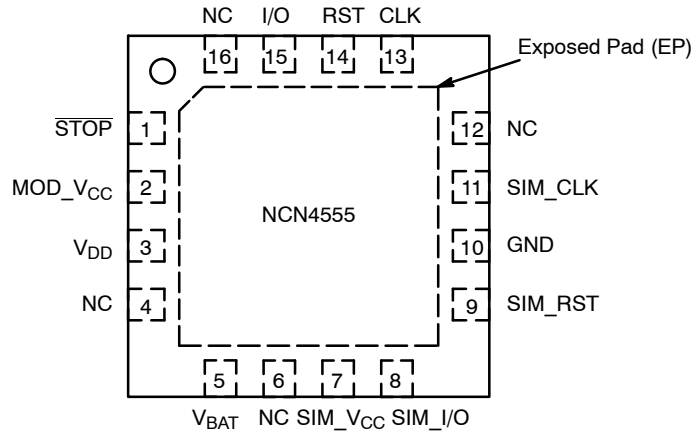 NC I/O RST CLK
16 15 14 13
Exposed Pad (EP)
S̅T̅O̅P̅ 1
12 NC
MOD_VCC 2
11 SIM_CLK
NCN4555
VDD 3
10 GND
NC 4
9 SIM_RST
5 6 7 8
VBAT NC SIM_VCC SIM_I/O